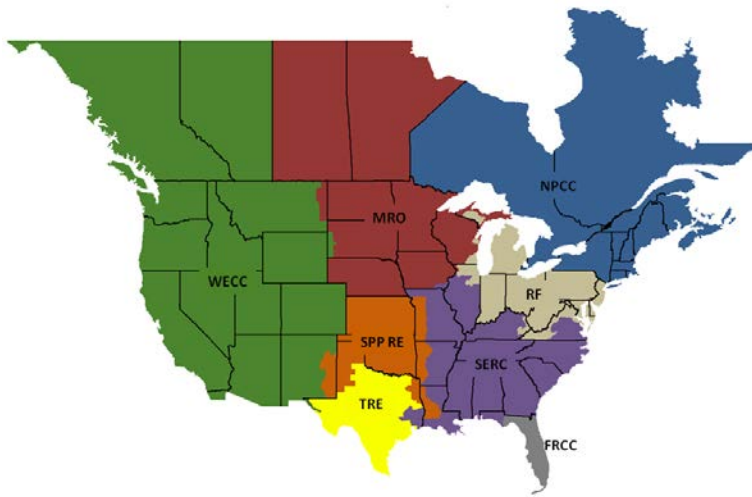 NPCC
MRO
WECC
RF
SPP RE
SERC
TRE
FRCC